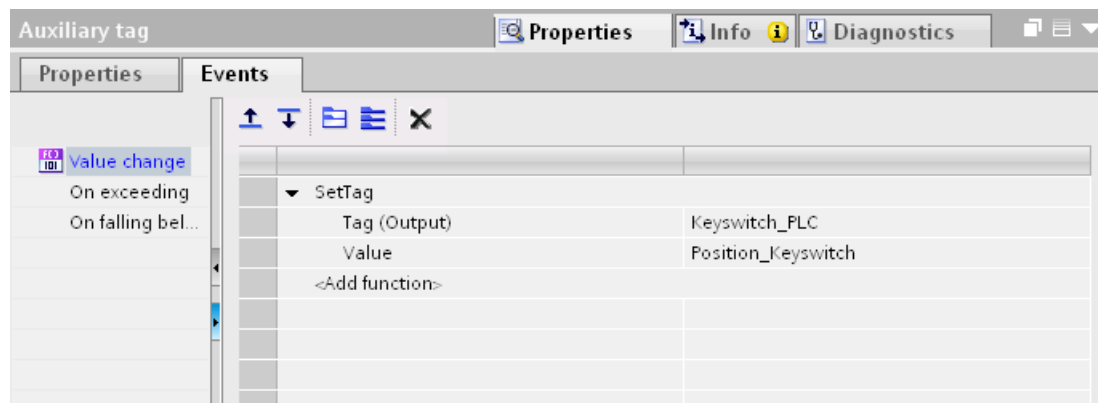 Auxiliary tag Properties Info Diagnostics
Properties Events
Value change
On exceeding
On falling bel...
SetTag
Tag (Output) Keyswitch_PLC
Value Position_Keyswitch
<Add function>